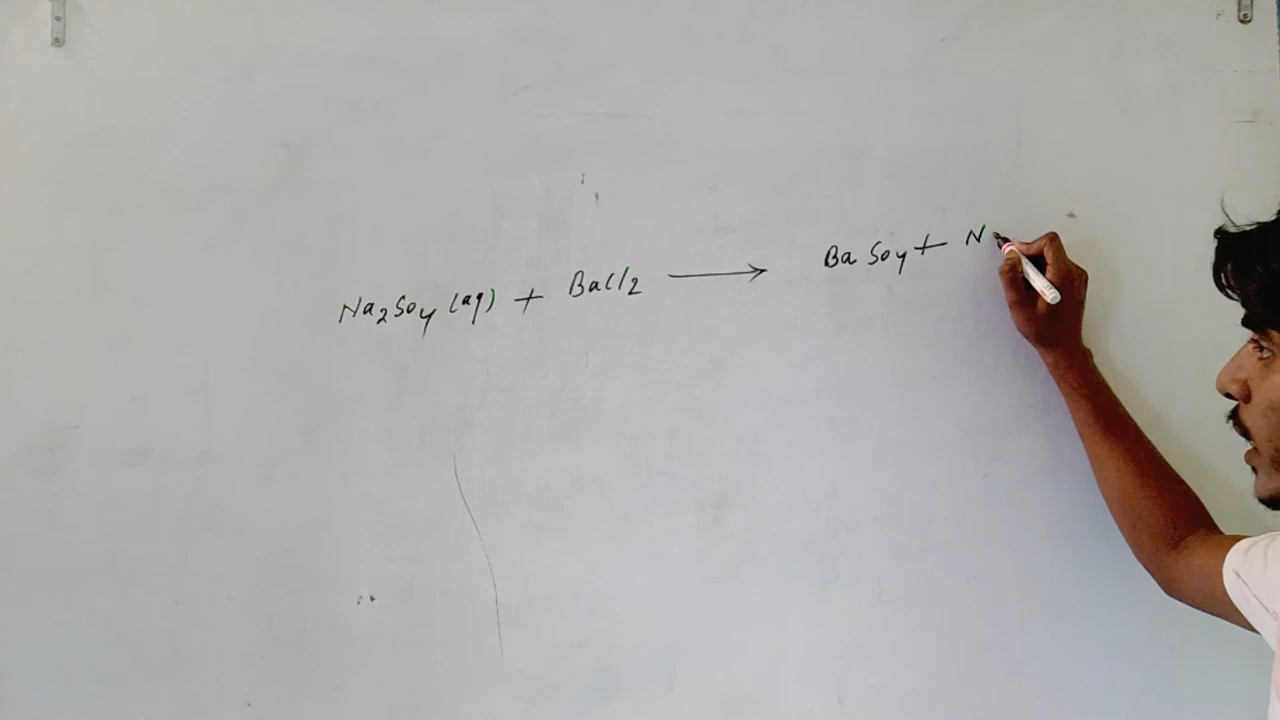 Na2So4 (aq) + BaCl2 ⟶ BaSo4 + N